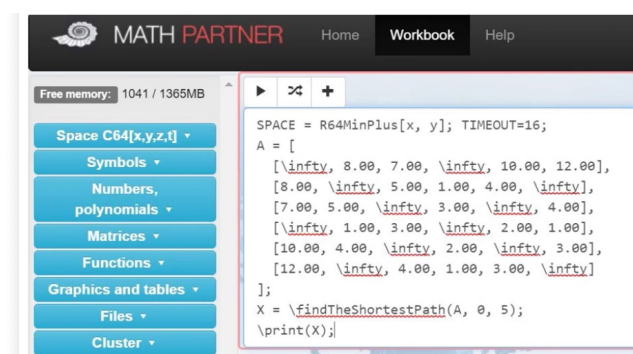 MATH PARTNER Home Workbook Help
Free memory: 1041 / 1365MB
Space C64[x,y,z,t]
Symbols
Numbers,
polynomials
Matrices
Functions
Graphics and tables
Files
Cluster
SPACE = R64MinPlus[x, y]; TIMEOUT=16;
A = [
[\infty, 8.00, 7.00, \infty, 10.00, 12.00],
[8.00, \infty, 5.00, 1.00, 4.00, \infty],
[7.00, 5.00, \infty, 3.00, \infty, 4.00],
[\infty, 1.00, 3.00, \infty, 2.00, 1.00],
[10.00, 4.00, \infty, 2.00, \infty, 3.00],
[12.00, \infty, 4.00, 1.00, 3.00, \infty]
];
X = \findTheShortestPath(A, 0, 5);
\print(X);